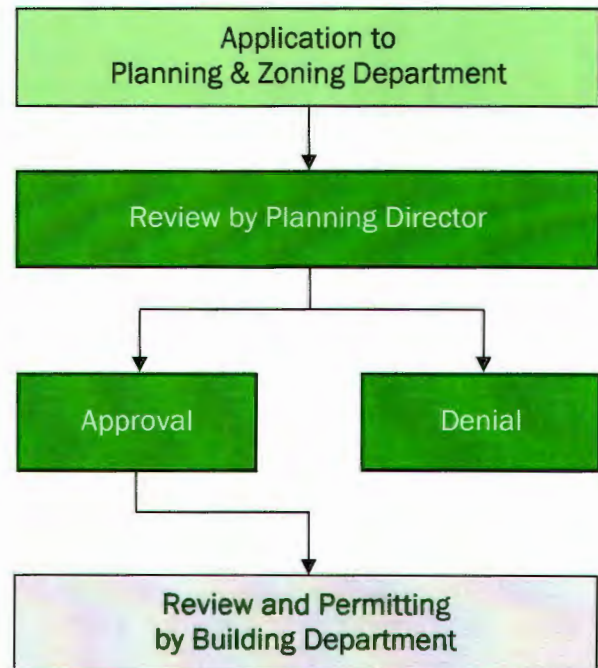 Application to
Planning & Zoning Department
Review by Planning Director
Approval
Denial
Review and Permitting
by Building Department